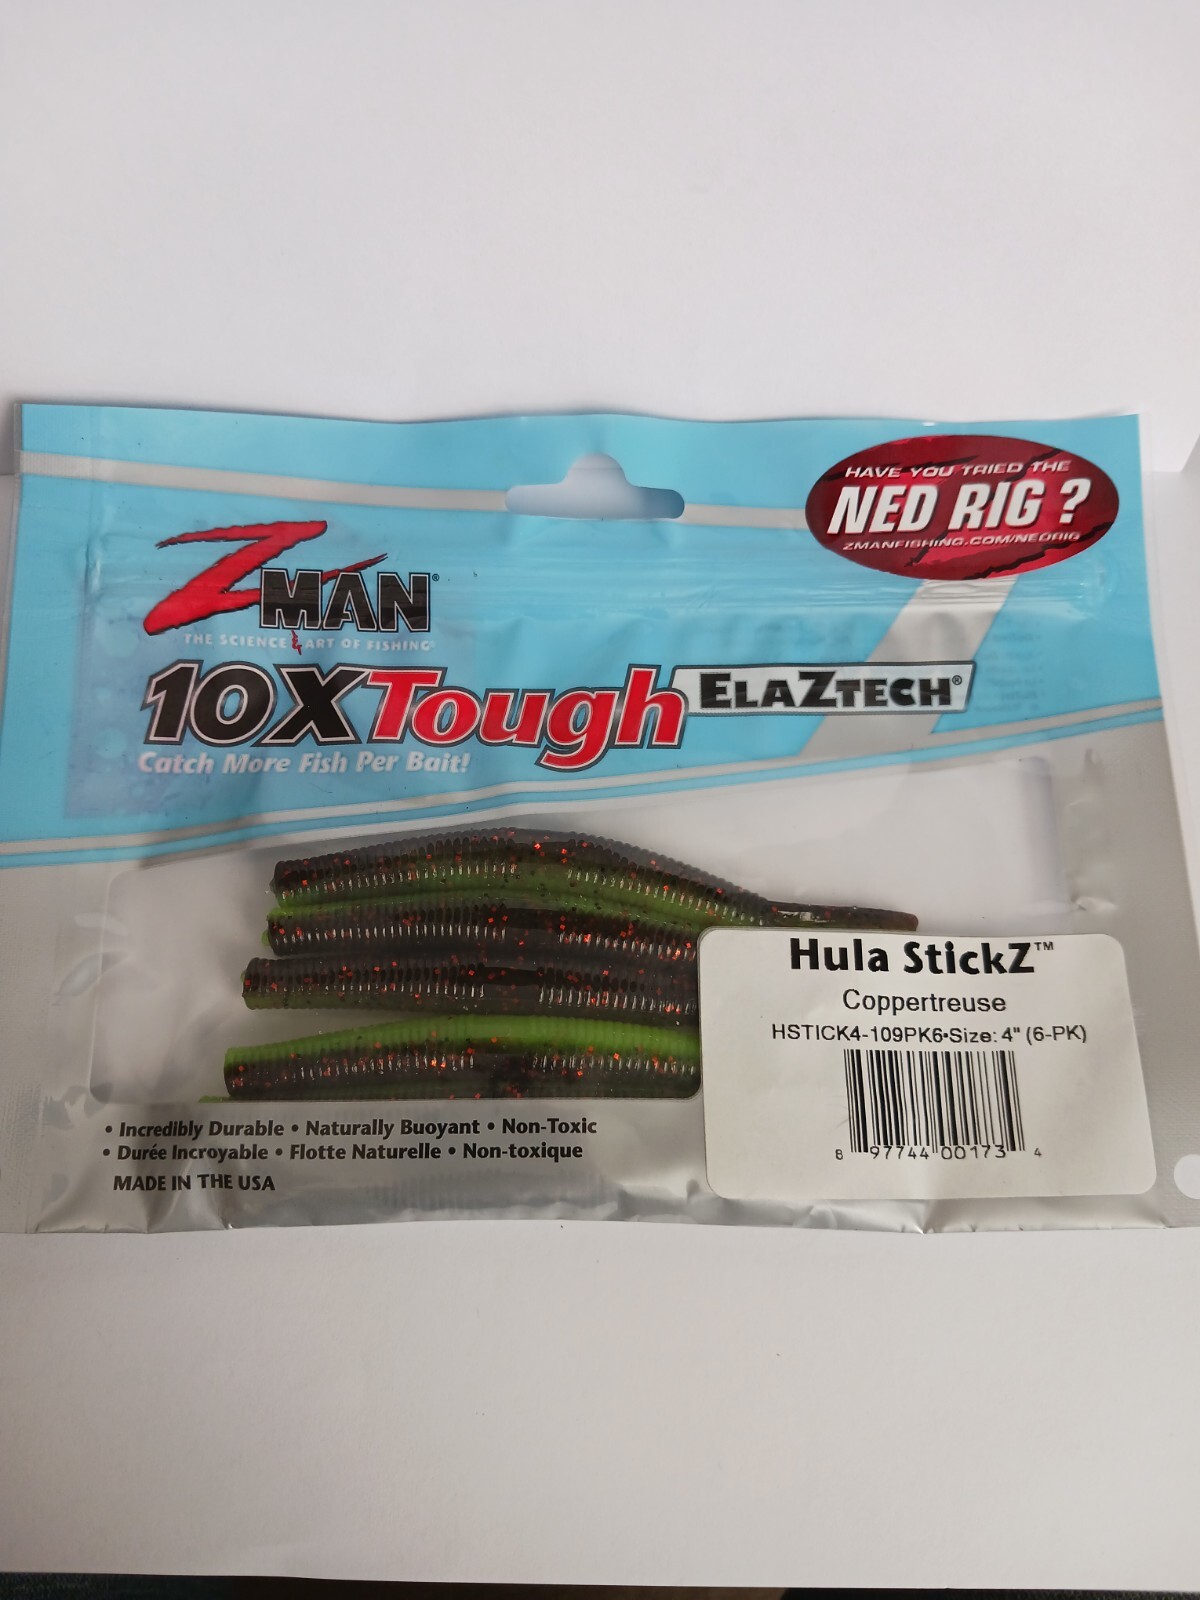 HAVE YOU TRIED THE
NED RIG?
ZMANFISHING.COM/NEDRIG
ZMAN®
THE SCIENCE & ART OF FISHING®
10XTough ELAZTECH®
Catch More Fish Per Bait!
Hula StickZ™
Coppertreuse
HSTICK4-109PK6•Size: 4" (6-PK)
8 97744 00173 4
• Incredibly Durable • Naturally Buoyant • Non-Toxic
• Durée Incroyable • Flotte Naturelle • Non-toxique
MADE IN THE USA